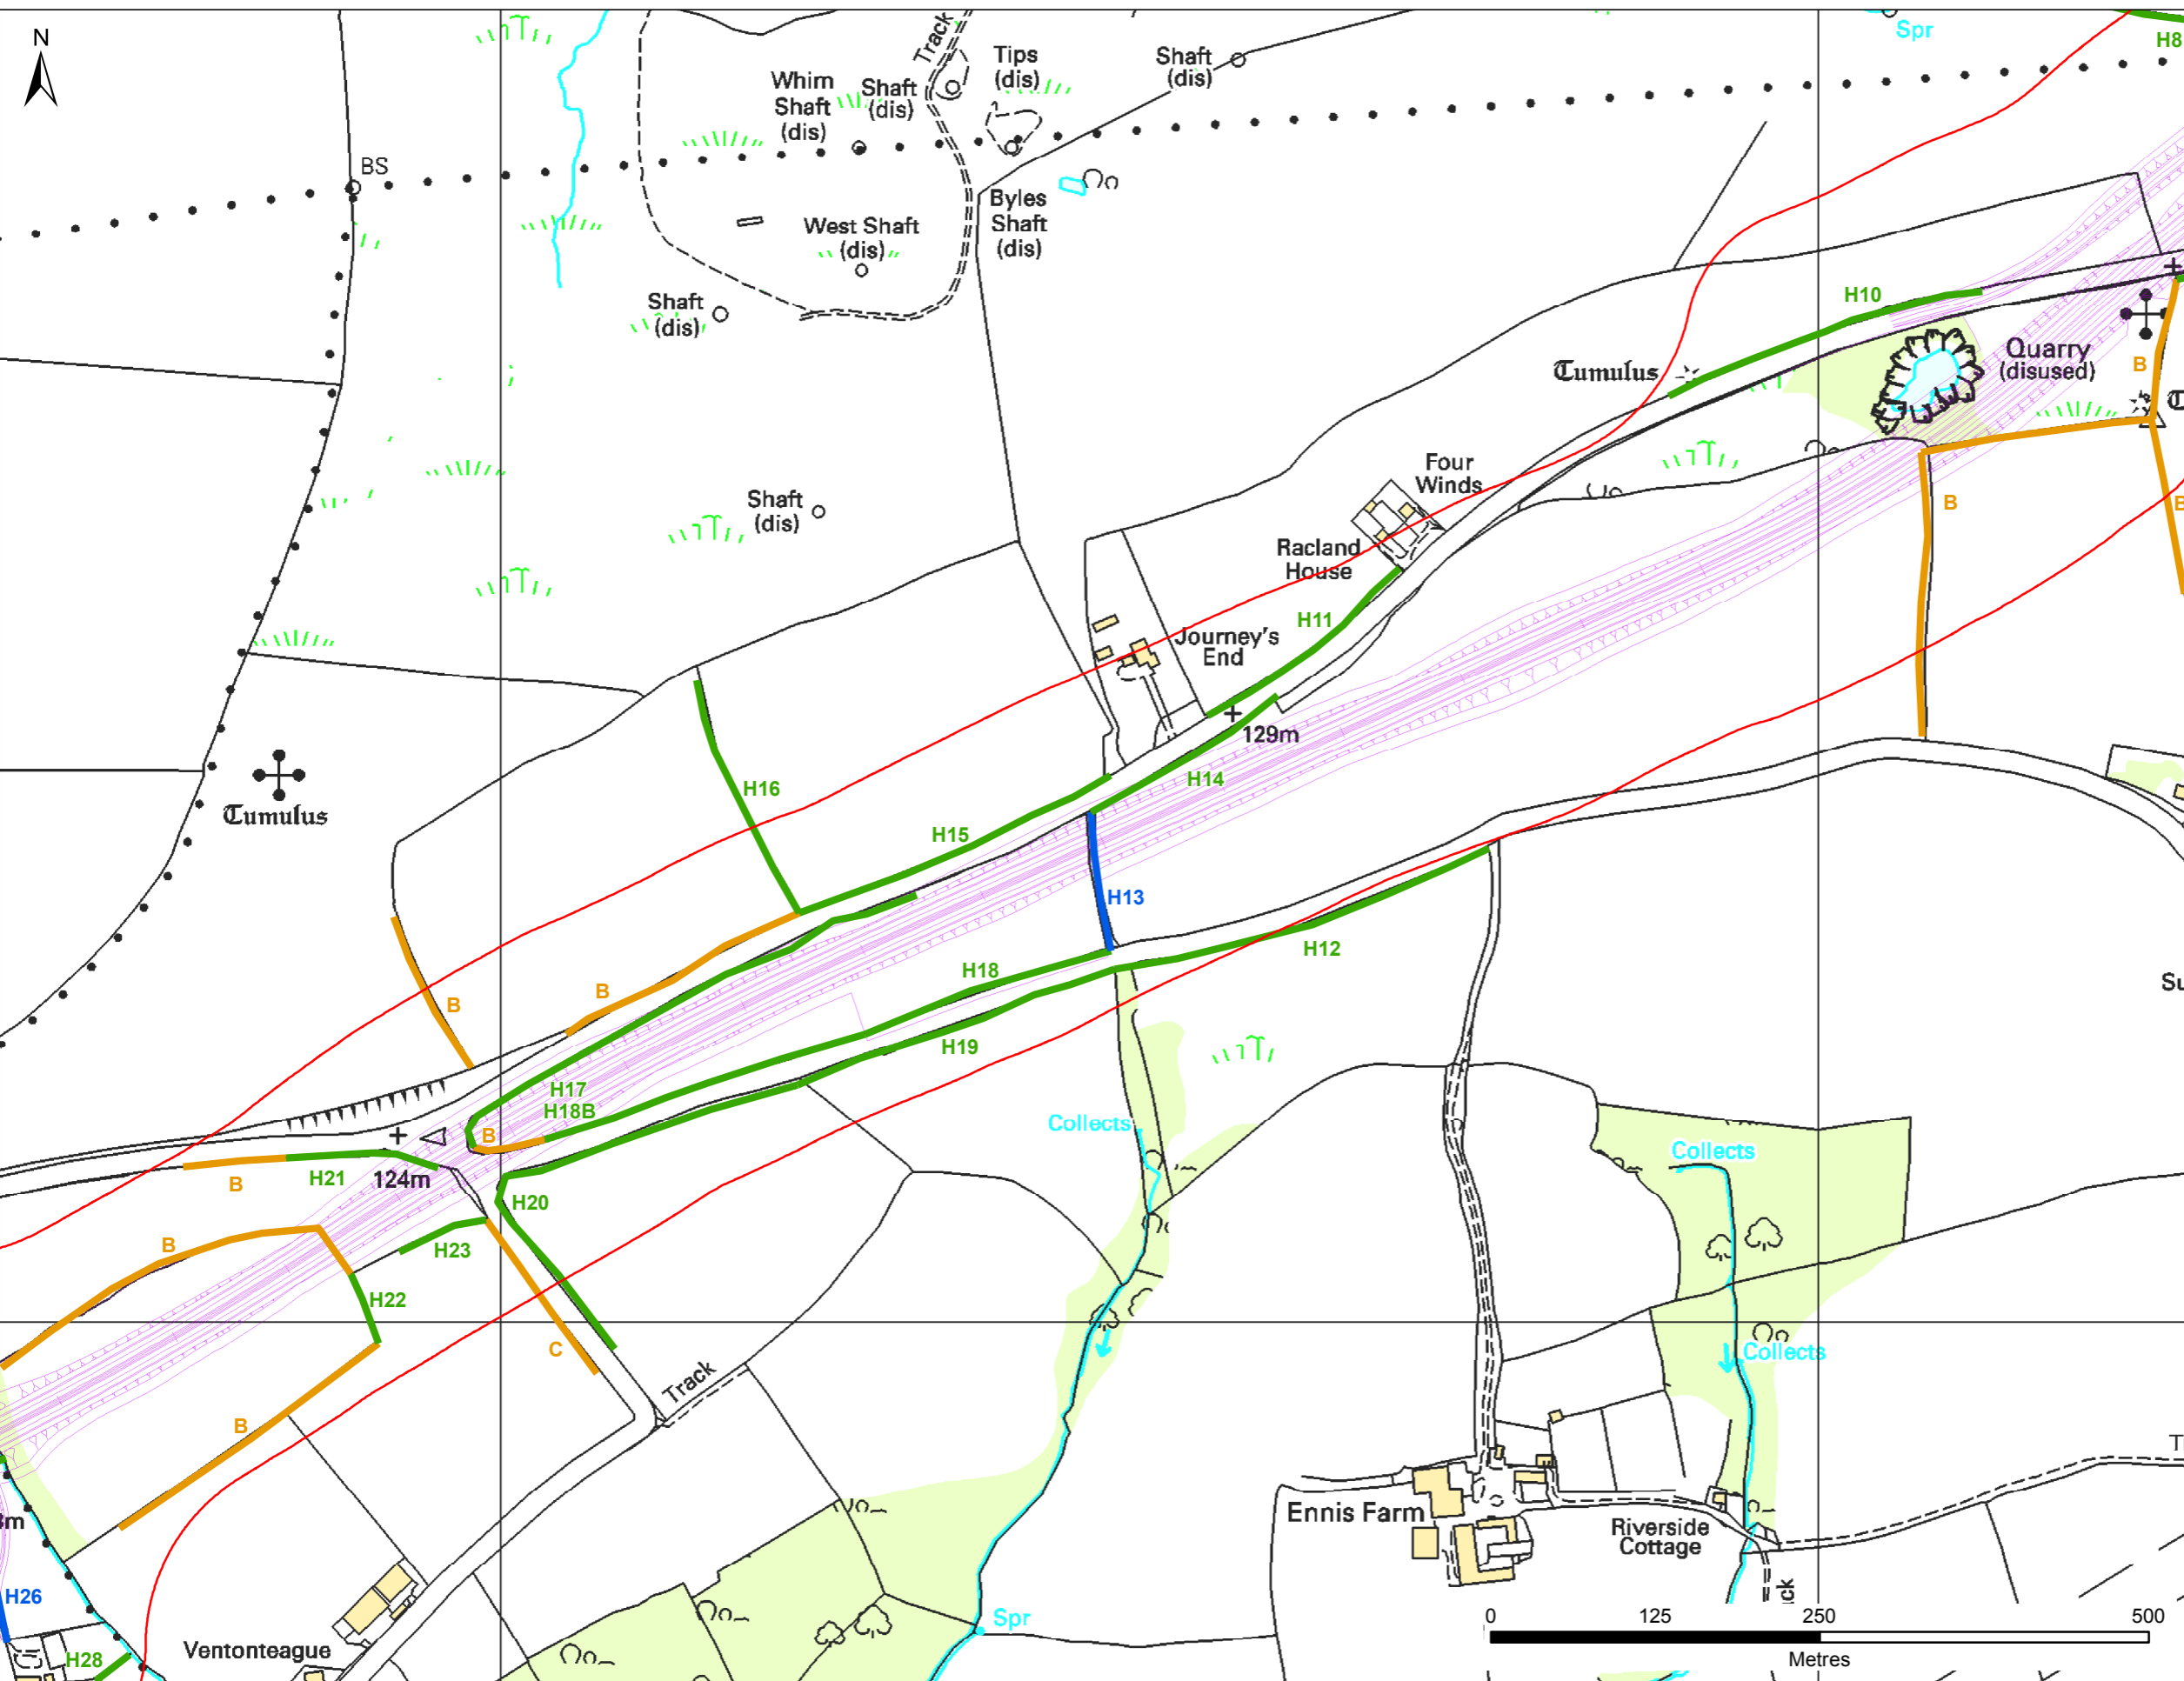 N
Track
Spr
H8
Whim
Shaft
(dis)
Shaft
(dis)
Tips
(dis)
Shaft
(dis)
BS
West Shaft
(dis)
Byles
Shaft
(dis)
Shaft
(dis)
H10
Tumulus
Quarry
(disused)
B
Four
Winds
Shaft
(dis)
B
B
Racland
House
H11
Journey's
End
129m
H14
H16
Tumulus
H15
H13
H12
H18
B
B
H19
H17
H18B
B
Collects
Collects
124m
H21
B
H20
B
H23
H22
C
Collects
Track
B
Ennis Farm
Riverside
Cottage
H26
Spr
Ventonteague
H28
0 125 250 500
Metres